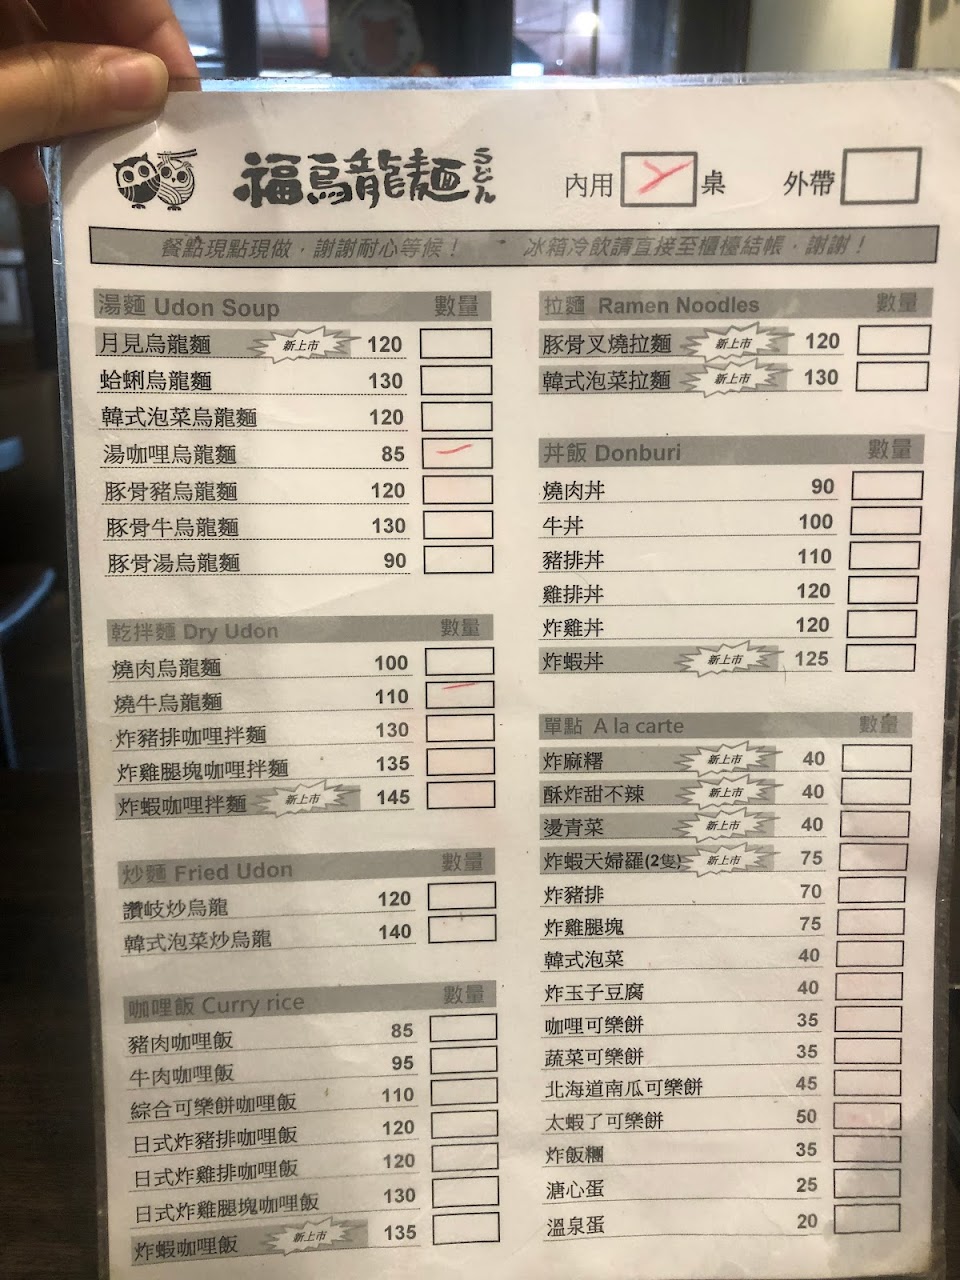 福烏龍麵 うどん
內用 桌 外帶
餐點現點現做，謝謝耐心等候！ 冰箱冷飲請直接至櫃檯結帳，謝謝！
湯麵 Udon Soup 數量
月見烏龍麵 新上市 120
蛤蜊烏龍麵 130
韓式泡菜烏龍麵 120
湯咖哩烏龍麵 85
豚骨豬烏龍麵 120
豚骨牛烏龍麵 130
豚骨湯烏龍麵 90
乾拌麵 Dry Udon 數量
燒肉烏龍麵 100
燒牛烏龍麵 110
炸豬排咖哩拌麵 130
炸雞腿塊咖哩拌麵 135
炸蝦咖哩拌麵 新上市 145
炒麵 Fried Udon 數量
讚岐炒烏龍 120
韓式泡菜炒烏龍 140
咖哩飯 Curry rice 數量
豬肉咖哩飯 85
牛肉咖哩飯 95
綜合可樂餅咖哩飯 110
日式炸豬排咖哩飯 120
日式炸雞排咖哩飯 120
日式炸雞腿塊咖哩飯 130
炸蝦咖哩飯 新上市 135
拉麵 Ramen Noodles 數量
豚骨叉燒拉麵 新上市 120
韓式泡菜拉麵 新上市 130
丼飯 Donburi 數量
燒肉丼 90
牛丼 100
豬排丼 110
雞排丼 120
炸雞丼 120
炸蝦丼 新上市 125
單點 A la carte 數量
炸麻糬 新上市 40
酥炸甜不辣 新上市 40
燙青菜 新上市 40
炸蝦天婦羅(2隻) 新上市 75
炸豬排 70
炸雞腿塊 75
韓式泡菜 40
炸玉子豆腐 40
咖哩可樂餅 35
蔬菜可樂餅 35
北海道南瓜可樂餅 45
太蝦了可樂餅 50
炸飯糰 35
溏心蛋 25
溫泉蛋 20